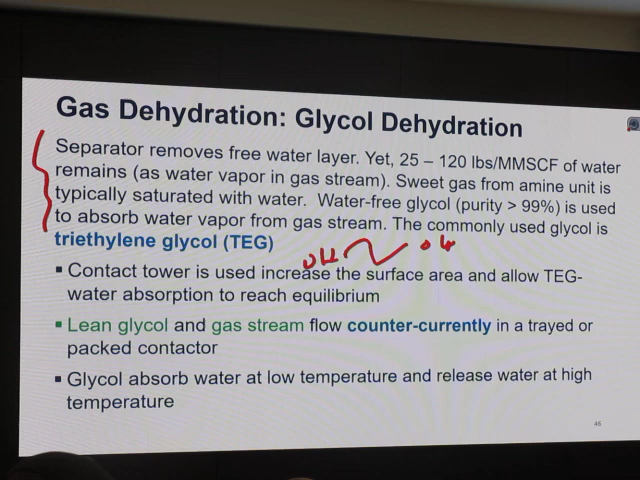 Gas Dehydration: Glycol Dehydration
Separator removes free water layer. Yet, 25 – 120 lbs/MMSCF of water
remains (as water vapor in gas stream). Sweet gas from amine unit is
typically saturated with water. Water-free glycol (purity > 99%) is used
to absorb water vapor from gas stream. The commonly used glycol is
triethylene glycol (TEG)
OH OH
▪ Contact tower is used increase the surface area and allow TEG-
water absorption to reach equilibrium
▪ Lean glycol and gas stream flow counter-currently in a trayed or
packed contactor
▪ Glycol absorb water at low temperature and release water at high
temperature
46